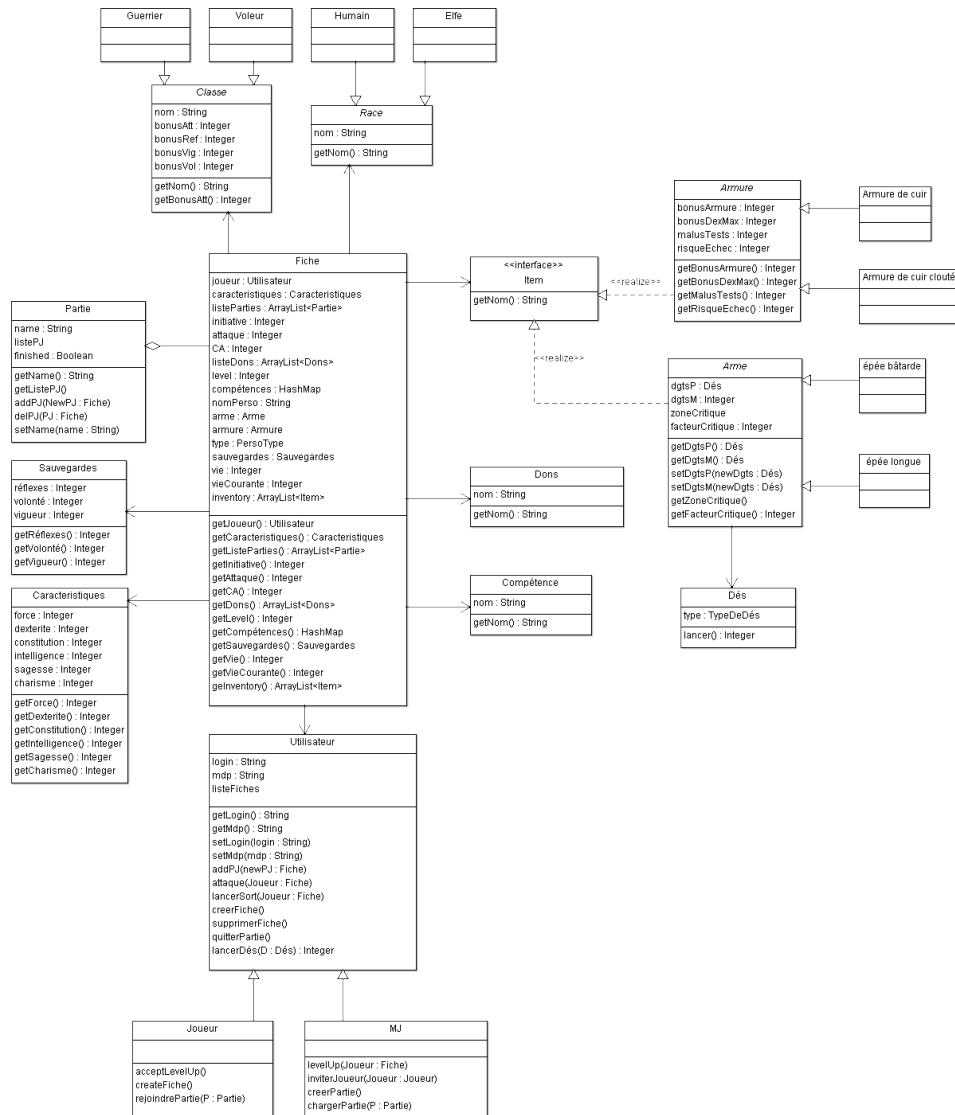 Guerrier
Voleur
Humain
Elfe
Classe
nom : String
bonusAtt : Integer
bonusRef : Integer
bonusVig : Integer
bonusVol : Integer
getNom() : String
getBonusAtt() : Integer
Race
nom : String
getNom() : String
Armure
bonusArmure : Integer
bonusDexMax : Integer
malusTests : Integer
risqueEchec : Integer
getBonusArmure() : Integer
getBonusDexMax() : Integer
getMalusTests() : Integer
getRisqueEchec() : Integer
Armure de cuir
Armure de cuir clouté
Fiche
joueur : Utilisateur
caracteristiques : Caracteristiques
listeParties : ArrayList<Partie>
initiative : Integer
attaque : Integer
CA : Integer
listeDons : ArrayList<Dons>
level : Integer
compétences : HashMap
nomPerso : String
arme : Arme
armure : Armure
type : PersoType
sauvegardes : Sauvegardes
vie : Integer
vieCourante : Integer
inventory : ArrayList<Item>
getJoueur() : Utilisateur
getCaracteristiques() : Caracteristiques
getListeParties() : ArrayList<Partie>
getInitiative() : Integer
getAttaque() : Integer
getCA() : Integer
getDons() : ArrayList<Dons>
getLevel() : Integer
getCompétences() : HashMap
getSauvegardes() : Sauvegardes
getVie() : Integer
getVieCourante() : Integer
geInventory() : ArrayList<Item>
<<interface>>
Item
getNom() : String
<<realize>>
<<realize>>
Partie
name : String
listePJ
finished : Boolean
getName() : String
getListePJ()
addPJ(NewPJ : Fiche)
delPJ(PJ : Fiche)
setName(name : String)
Arme
dgtsP : Dés
dgtsM : Integer
zoneCritique
facteurCritique : Integer
getDgtsP() : Dés
getDgtsM() : Dés
setDgtsP(newDgts : Dés)
setDgtsM(newDgts : Dés)
getZoneCritique()
getFacteurCritique() : Integer
épée bâtarde
épée longue
Sauvegardes
réflexes : Integer
volonté : Integer
vigueur : Integer
getRéflexes() : Integer
getVolonté() : Integer
getVigueur() : Integer
Dons
nom : String
getNom() : String
Compétence
nom : String
getNom() : String
Dés
type : TypeDeDés
lancer() : Integer
Caracteristiques
force : Integer
dexterite : Integer
constitution : Integer
intelligence : Integer
sagesse : Integer
charisme : Integer
getForce() : Integer
getDexterite() : Integer
getConstitution() : Integer
getIntelligence() : Integer
getSagesse() : Integer
getCharisme() : Integer
Utilisateur
login : String
mdp : String
listeFiches
getLogin() : String
getMdp() : String
setLogin(login : String)
setMdp(mdp : String)
addPJ(newPJ : Fiche)
attaque(Joueur : Fiche)
lancerSort(Joueur : Fiche)
creerFiche()
supprimerFiche()
quitterPartie()
lancerDés(D : Dés) : Integer
Joueur
acceptLevelUp()
createFiche()
rejoindrePartie(P : Partie)
MJ
levelUp(Joueur : Fiche)
inviterJoueur(Joueur : Joueur)
creerPartie()
chargerPartie(P : Partie)